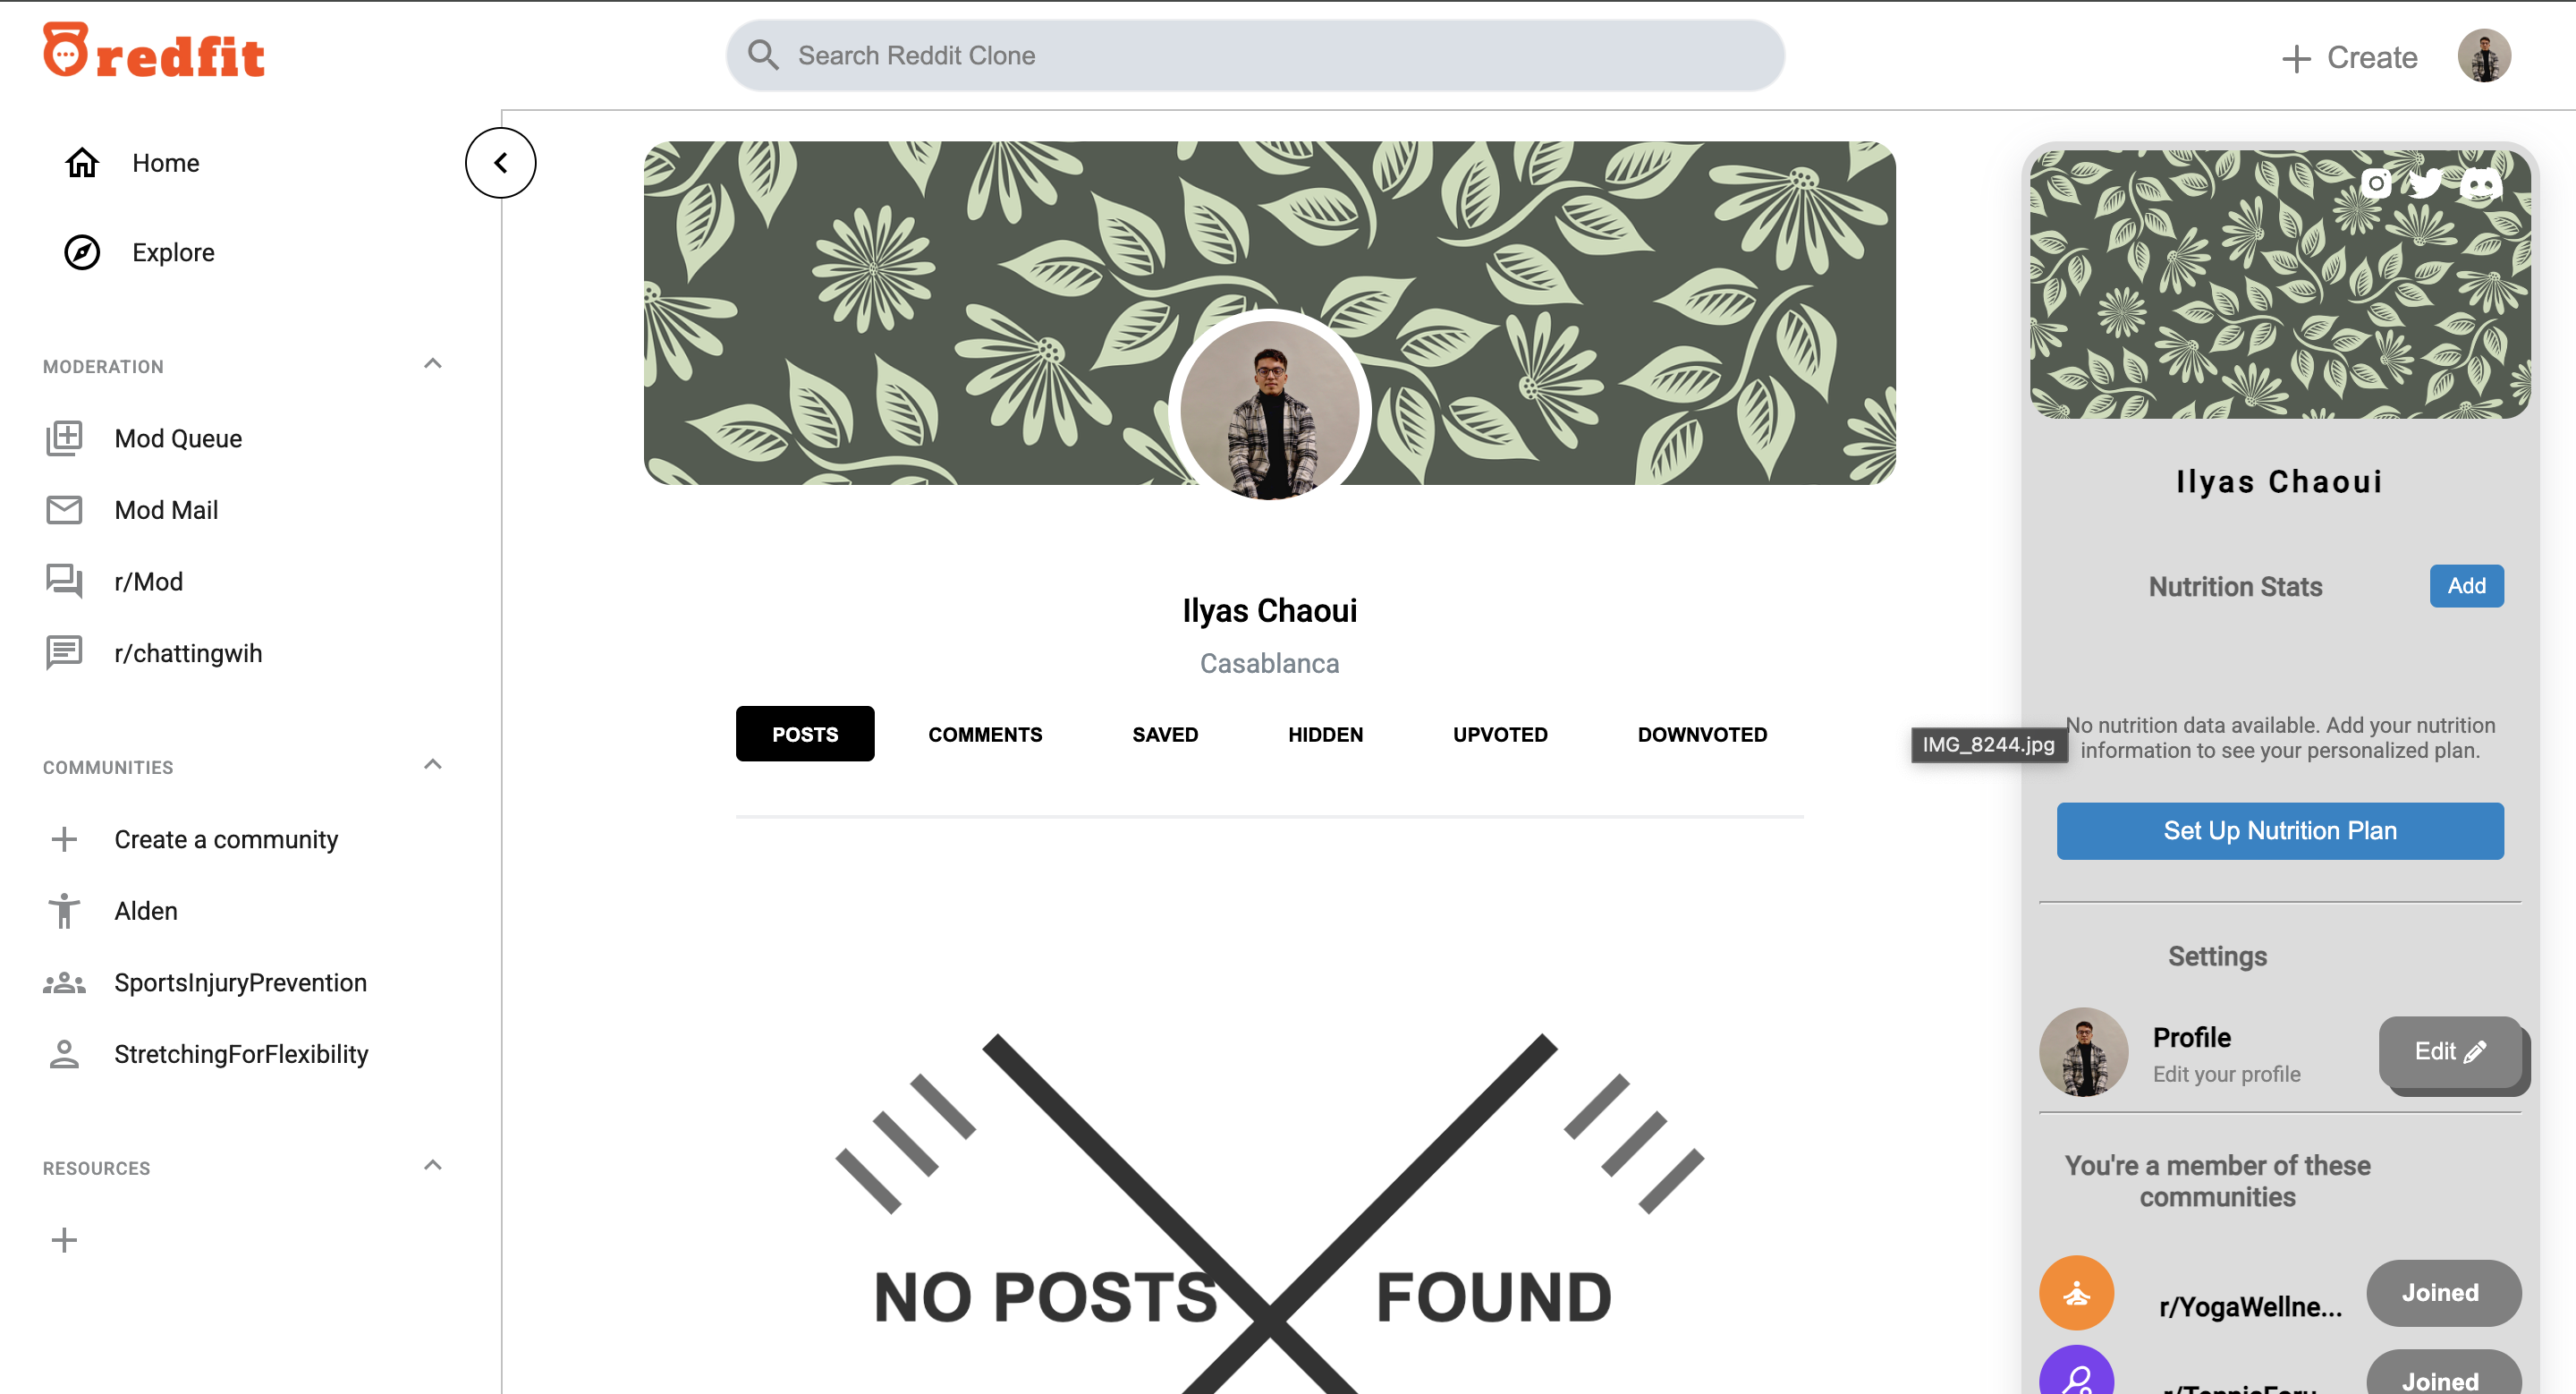 redfit
Search Reddit Clone
Create
Home
Explore
MODERATION
Mod Queue
Mod Mail
r/Mod
r/chattingwih
COMMUNITIES
Create a community
Alden
SportsInjuryPrevention
StretchingForFlexibility
RESOURCES
Ilyas Chaoui
Casablanca
POSTS
COMMENTS
SAVED
HIDDEN
UPVOTED
DOWNVOTED
NO POSTS FOUND
IMG_8244.jpg
Ilyas Chaoui
Nutrition Stats
Add
No nutrition data available. Add your nutrition
information to see your personalized plan.
Set Up Nutrition Plan
Settings
Profile
Edit your profile
Edit
You're a member of these
communities
r/YogaWellne...
Joined
r/TennisForu...
Joined